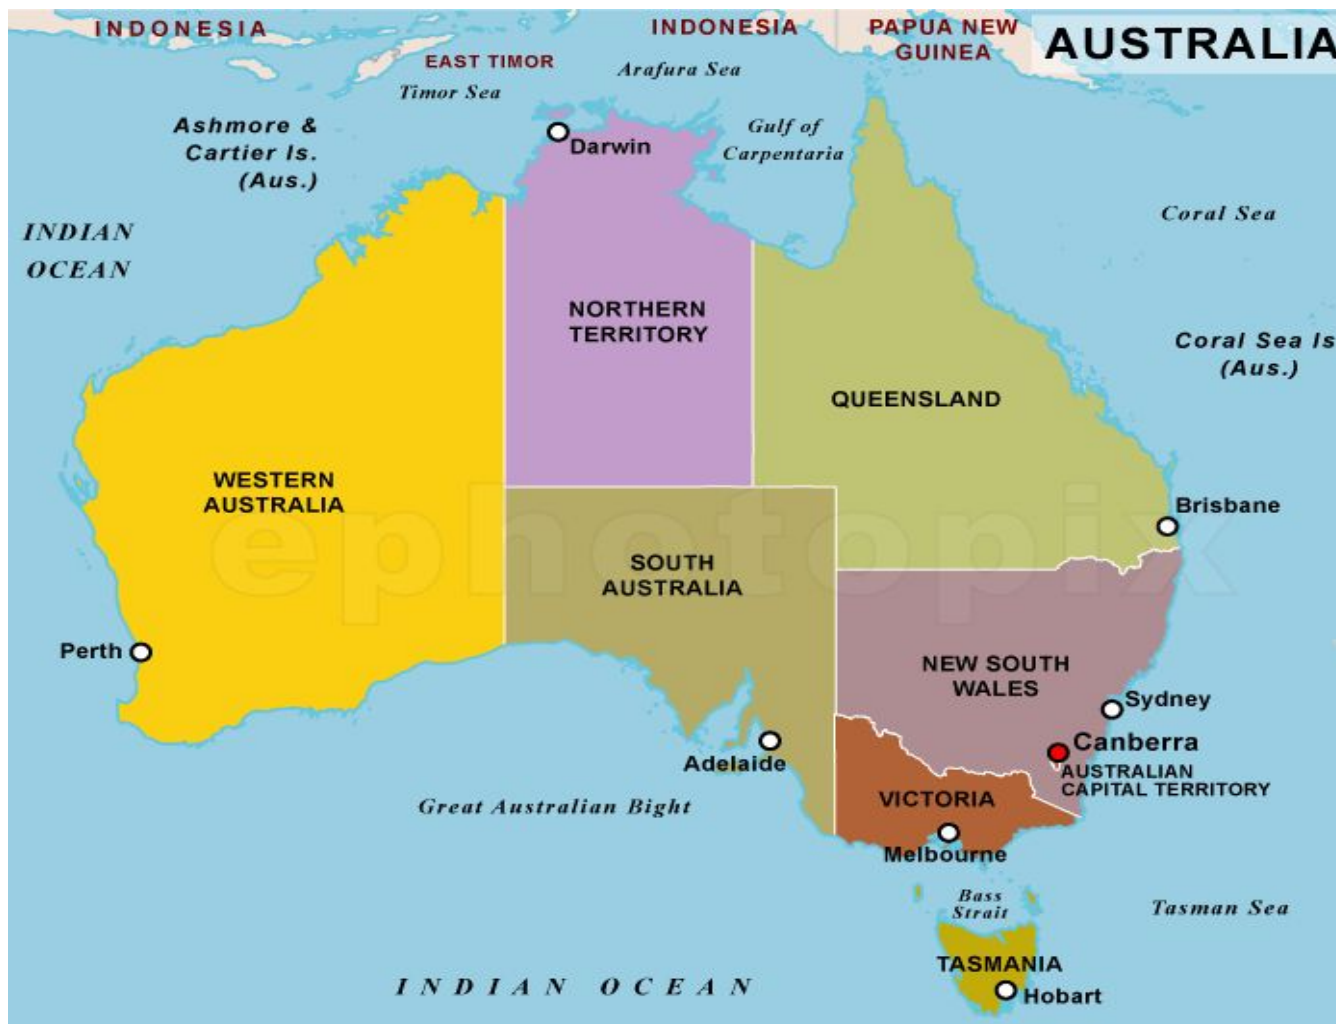 INDONESIA
INDONESIA
PAPUA NEW
GUINEA
AUSTRALIA
EAST TIMOR
Arafura Sea
Timor Sea
Ashmore &
Cartier Is.
(Aus.)
Gulf of
Carpentaria
Darwin
INDIAN
OCEAN
Coral Sea
NORTHERN
TERRITORY
Coral Sea Is
(Aus.)
QUEENSLAND
WESTERN
AUSTRALIA
Brisbane
ephotopix
SOUTH
AUSTRALIA
Perth
NEW SOUTH
WALES
Sydney
Canberra
Adelaide
AUSTRALIAN
CAPITAL TERRITORY
Great Australian Bight
VICTORIA
Melbourne
Bass
Strait
Tasman Sea
TASMANIA
INDIAN OCEAN
Hobart